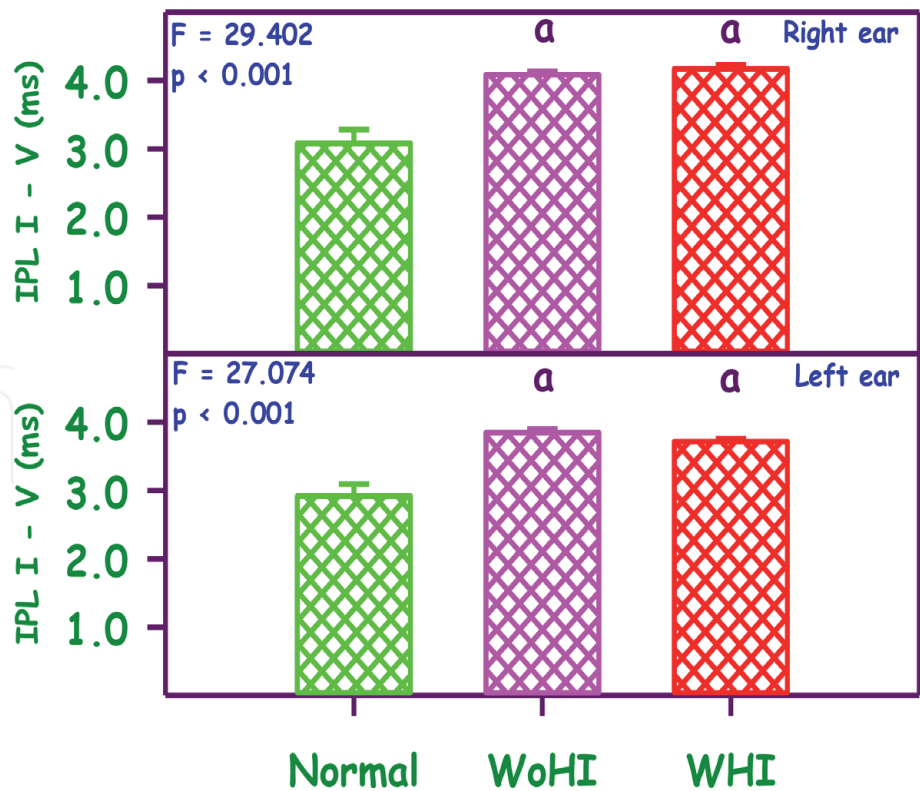 F = 29.402
p < 0.001
a
a
Right ear
IPL I - V (ms)
4.0
3.0
2.0
1.0
F = 27.074
p < 0.001
a
a
Left ear
IPL I - V (ms)
4.0
3.0
2.0
1.0
Normal
WoHI
WHI